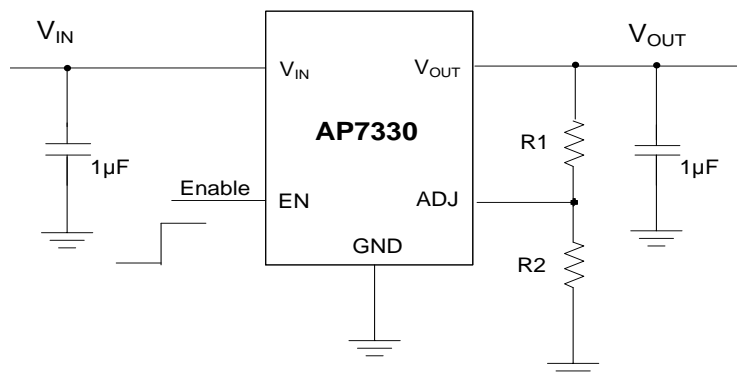 VIN
VOUT
VIN
VOUT
AP7330
R1
1µF
1µF
Enable
EN
ADJ
GND
R2